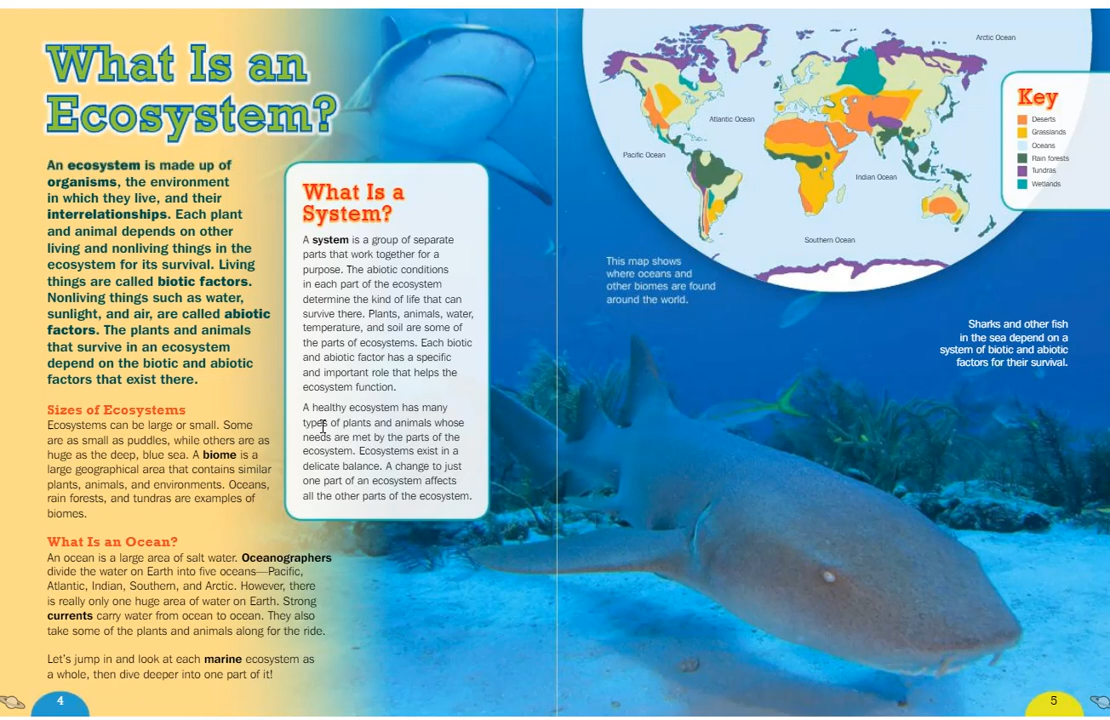 What Is an
Ecosystem?
An ecosystem is made up of
organisms, the environment
in which they live, and their
interrelationships. Each plant
and animal depends on other
living and nonliving things in the
ecosystem for its survival. Living
things are called biotic factors.
Nonliving things such as water,
sunlight, and air, are called abiotic
factors. The plants and animals
that survive in an ecosystem
depend on the biotic and abiotic
factors that exist there.
Sizes of Ecosystems
Ecosystems can be large or small. Some
are as small as puddles, while others are as
huge as the deep, blue sea. A biome is a
large geographical area that contains similar
plants, animals, and environments. Oceans,
rain forests, and tundras are examples of
biomes.
What Is an Ocean?
An ocean is a large area of salt water. Oceanographers
divide the water on Earth into five oceans—Pacific,
Atlantic, Indian, Southern, and Arctic. However, there
is really only one huge area of water on Earth. Strong
currents carry water from ocean to ocean. They also
take some of the plants and animals along for the ride.
Let's jump in and look at each marine ecosystem as
a whole, then dive deeper into one part of it!
4
What Is a
System?
A system is a group of separate
parts that work together for a
purpose. The abiotic conditions
in each part of the ecosystem
determine the kind of life that can
survive there. Plants, animals, water,
temperature, and soil are some of
the parts of ecosystems. Each biotic
and abiotic factor has a specific
and important role that helps the
ecosystem function.
A healthy ecosystem has many
types of plants and animals whose
needs are met by the parts of the
ecosystem. Ecosystems exist in a
delicate balance. A change to just
one part of an ecosystem affects
all the other parts of the ecosystem.
Arctic Ocean
Atlantic Ocean
Pacific Ocean
Indian Ocean
Southern Ocean
Key
Deserts
Grasslands
Oceans
Rain forests
Tundras
Wetlands
This map shows
where oceans and
other biomes are found
around the world.
Sharks and other fish
in the sea depend on a
system of biotic and abiotic
factors for their survival.
5